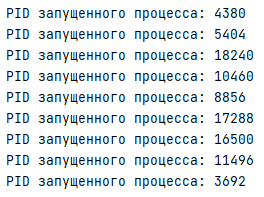 PID запущенного процесса: 4380
PID запущенного процесса: 5404
PID запущенного процесса: 18240
PID запущенного процесса: 10460
PID запущенного процесса: 8856
PID запущенного процесса: 17288
PID запущенного процесса: 16500
PID запущенного процесса: 11496
PID запущенного процесса: 3692